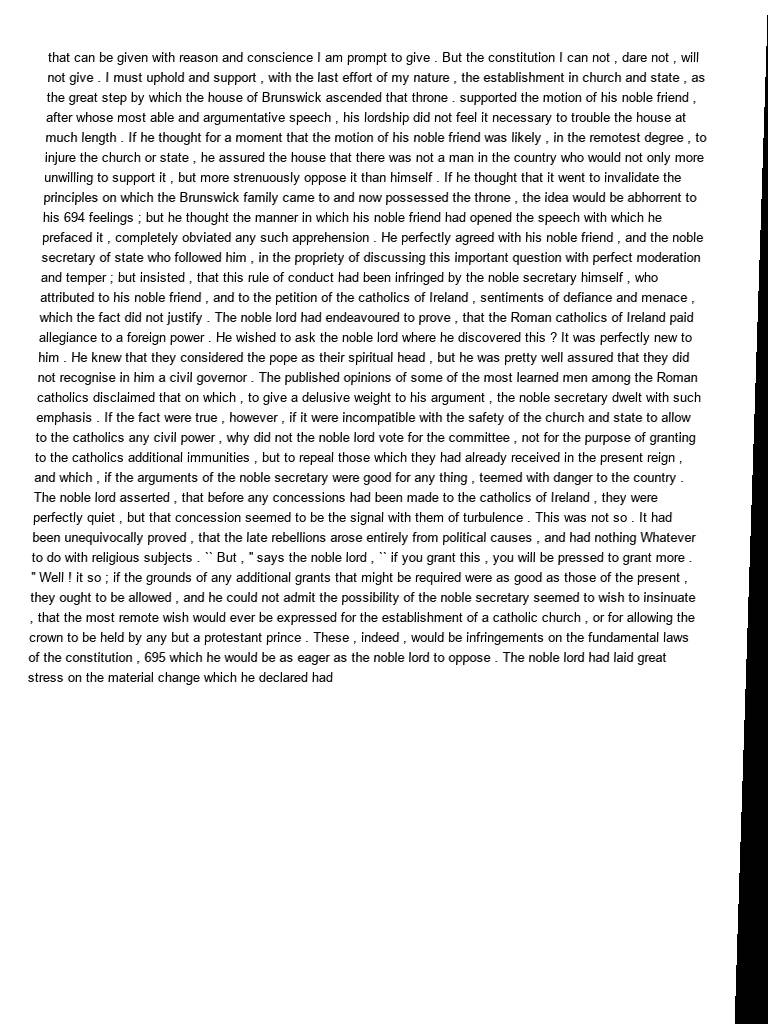 that can be given with reason and conscience I am prompt to give . But the constitution I can not , dare not , will
not give . I must uphold and support , with the last effort of my nature , the establishment in church and state , as
the great step by which the house of Brunswick ascended that throne . supported the motion of his noble friend ,
after whose most able and argumentative speech , his lordship did not feel it necessary to trouble the house at
much length . If he thought for a moment that the motion of his noble friend was likely , in the remotest degree , to
injure the church or state , he assured the house that there was not a man in the country who would not only more
unwilling to support it , but more strenuously oppose it than himself . If he thought that it went to invalidate the
principles on which the Brunswick family came to and now possessed the throne , the idea would be abhorrent to
his 694 feelings ; but he thought the manner in which his noble friend had opened the speech with which he
prefaced it , completely obviated any such apprehension . He perfectly agreed with his noble friend , and the noble
secretary of state who followed him , in the propriety of discussing this important question with perfect moderation
and temper ; but insisted , that this rule of conduct had been infringed by the noble secretary himself , who
attributed to his noble friend , and to the petition of the catholics of Ireland , sentiments of defiance and menace ,
which the fact did not justify . The noble lord had endeavoured to prove , that the Roman catholics of Ireland paid
allegiance to a foreign power . He wished to ask the noble lord where he discovered this ? It was perfectly new to
him . He knew that they considered the pope as their spiritual head , but he was pretty well assured that they did
not recognise in him a civil governor . The published opinions of some of the most learned men among the Roman
catholics disclaimed that on which , to give a delusive weight to his argument , the noble secretary dwelt with such
emphasis . If the fact were true , however , if it were incompatible with the safety of the church and state to allow
to the catholics any civil power , why did not the noble lord vote for the committee , not for the purpose of granting
to the catholics additional immunities , but to repeal those which they had already received in the present reign ,
and which , if the arguments of the noble secretary were good for any thing , teemed with danger to the country .
The noble lord asserted , that before any concessions had been made to the catholics of Ireland , they were
perfectly quiet , but that concession seemed to be the signal with them of turbulence . This was not so . It had
been unequivocally proved , that the late rebellions arose entirely from political causes , and had nothing Whatever
to do with religious subjects . `` But , '' says the noble lord , `` if you grant this , you will be pressed to grant more .
'' Well ! it so ; if the grounds of any additional grants that might be required were as good as those of the present ,
they ought to be allowed , and he could not admit the possibility of the noble secretary seemed to wish to insinuate
, that the most remote wish would ever be expressed for the establishment of a catholic church , or for allowing the
crown to be held by any but a protestant prince . These , indeed , would be infringements on the fundamental laws
of the constitution , 695 which he would be as eager as the noble lord to oppose . The noble lord had laid great
stress on the material change which he declared had